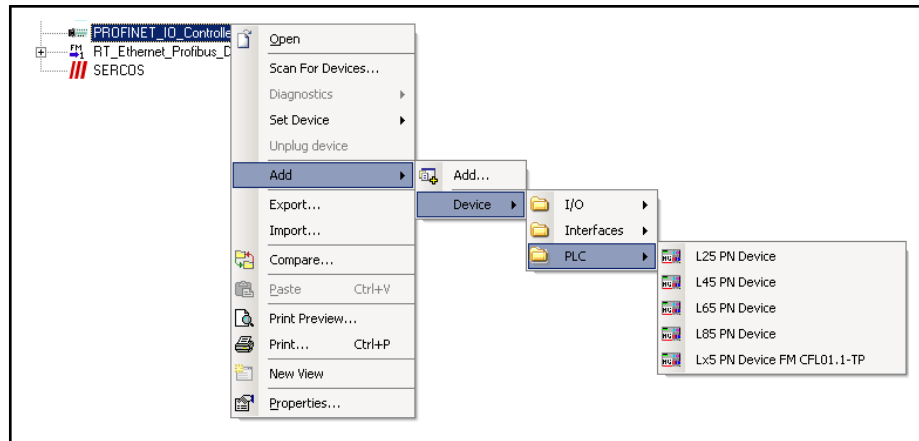 PROFINET_IO_Controlle
RT_Ethernet_Profibus_D
SERCOS
Open
Scan For Devices...
Diagnostics
Set Device
Unplug device
Add
Export...
Import...
Compare...
Paste Ctrl+V
Print Preview...
Print... Ctrl+P
New View
Properties...
Add...
Device
I/O
Interfaces
PLC
L25 PN Device
L45 PN Device
L65 PN Device
L85 PN Device
Lx5 PN Device FM CFL01.1-TP